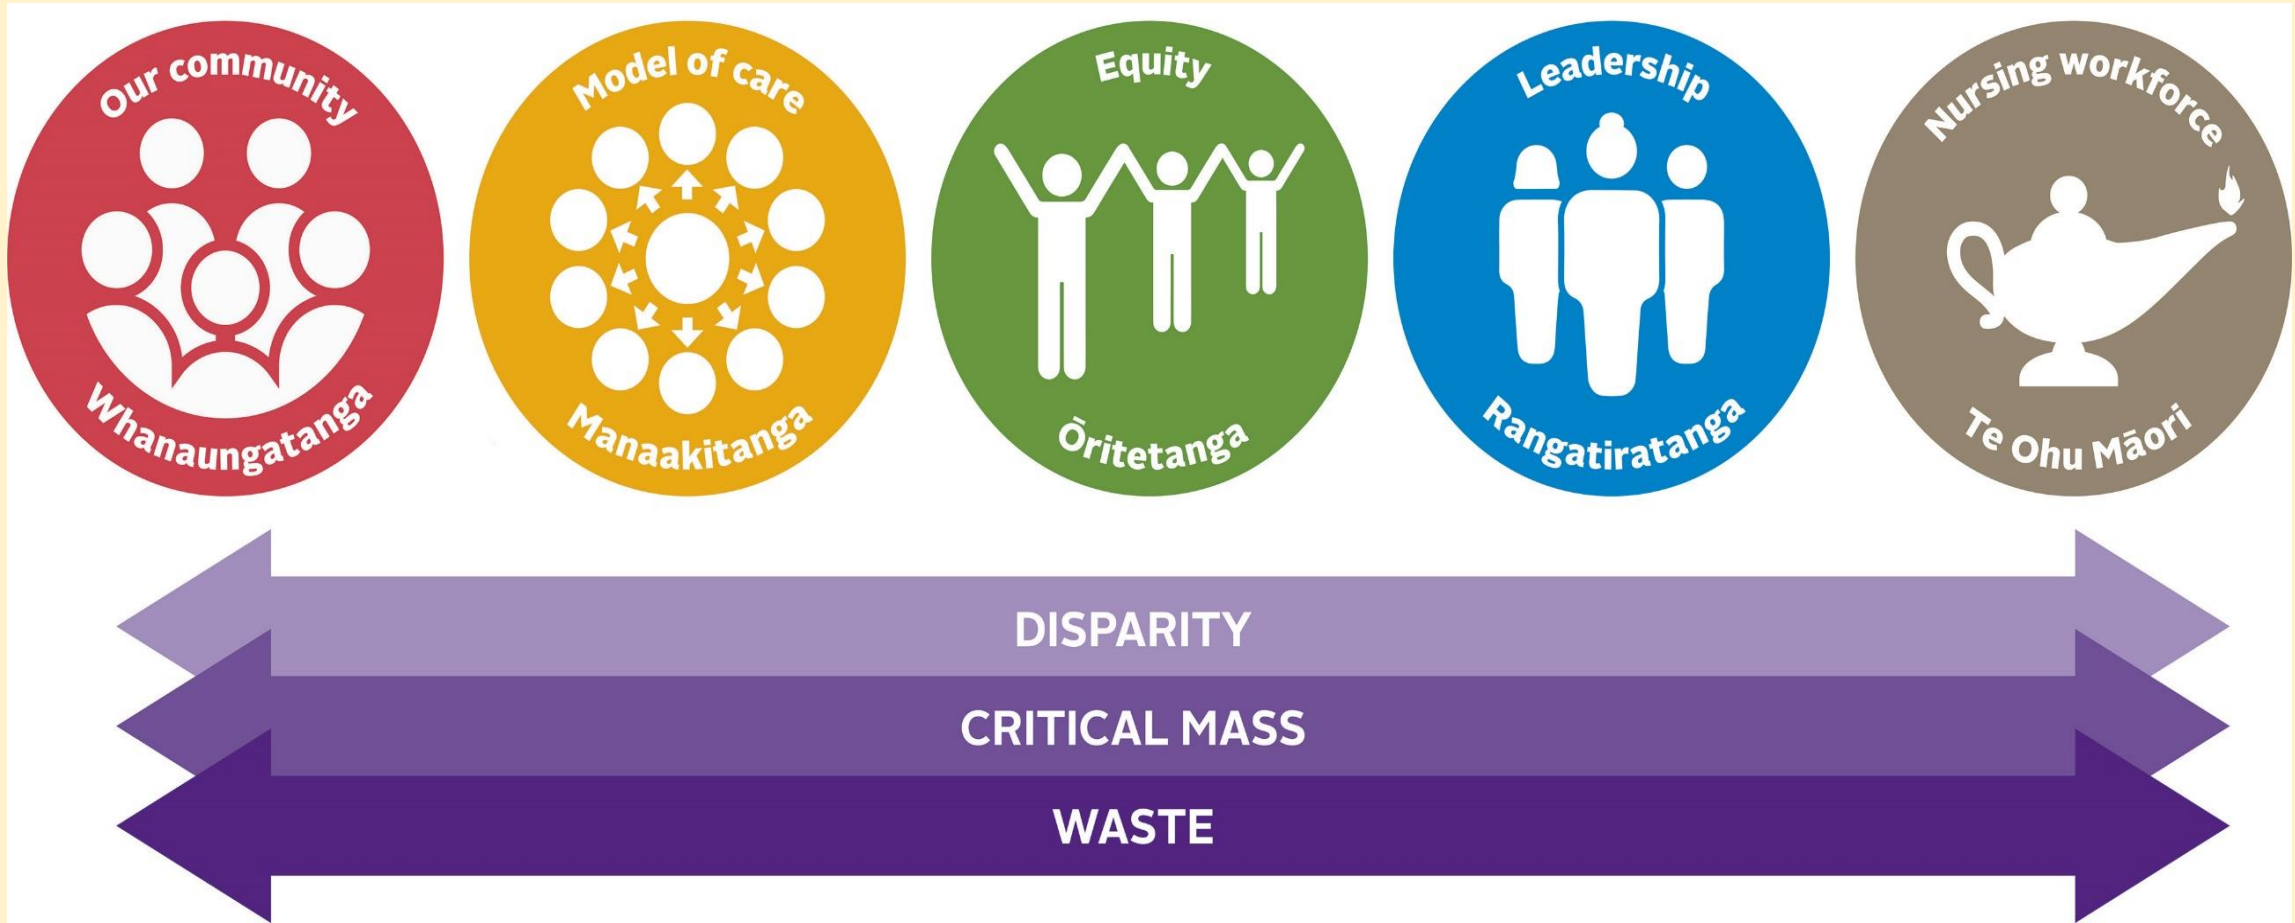 Our community
Whanaungatanga
Model of care
Manaakitanga
Equity
Ōritetanga
Leadership
Rangatiratanga
Nursing workforce
Te Ohu Māori
DISPARITY
CRITICAL MASS
WASTE